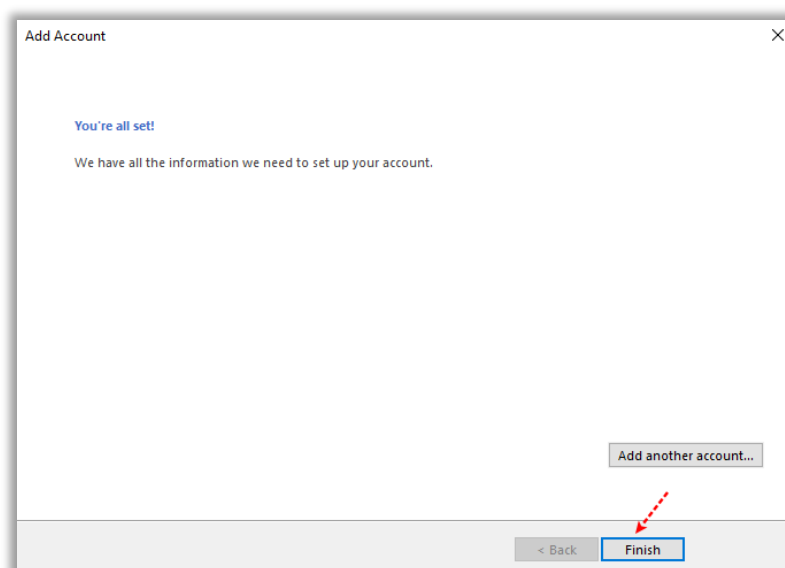 Add Account
You're all set!
We have all the information we need to set up your account.
Add another account...
< Back
Finish